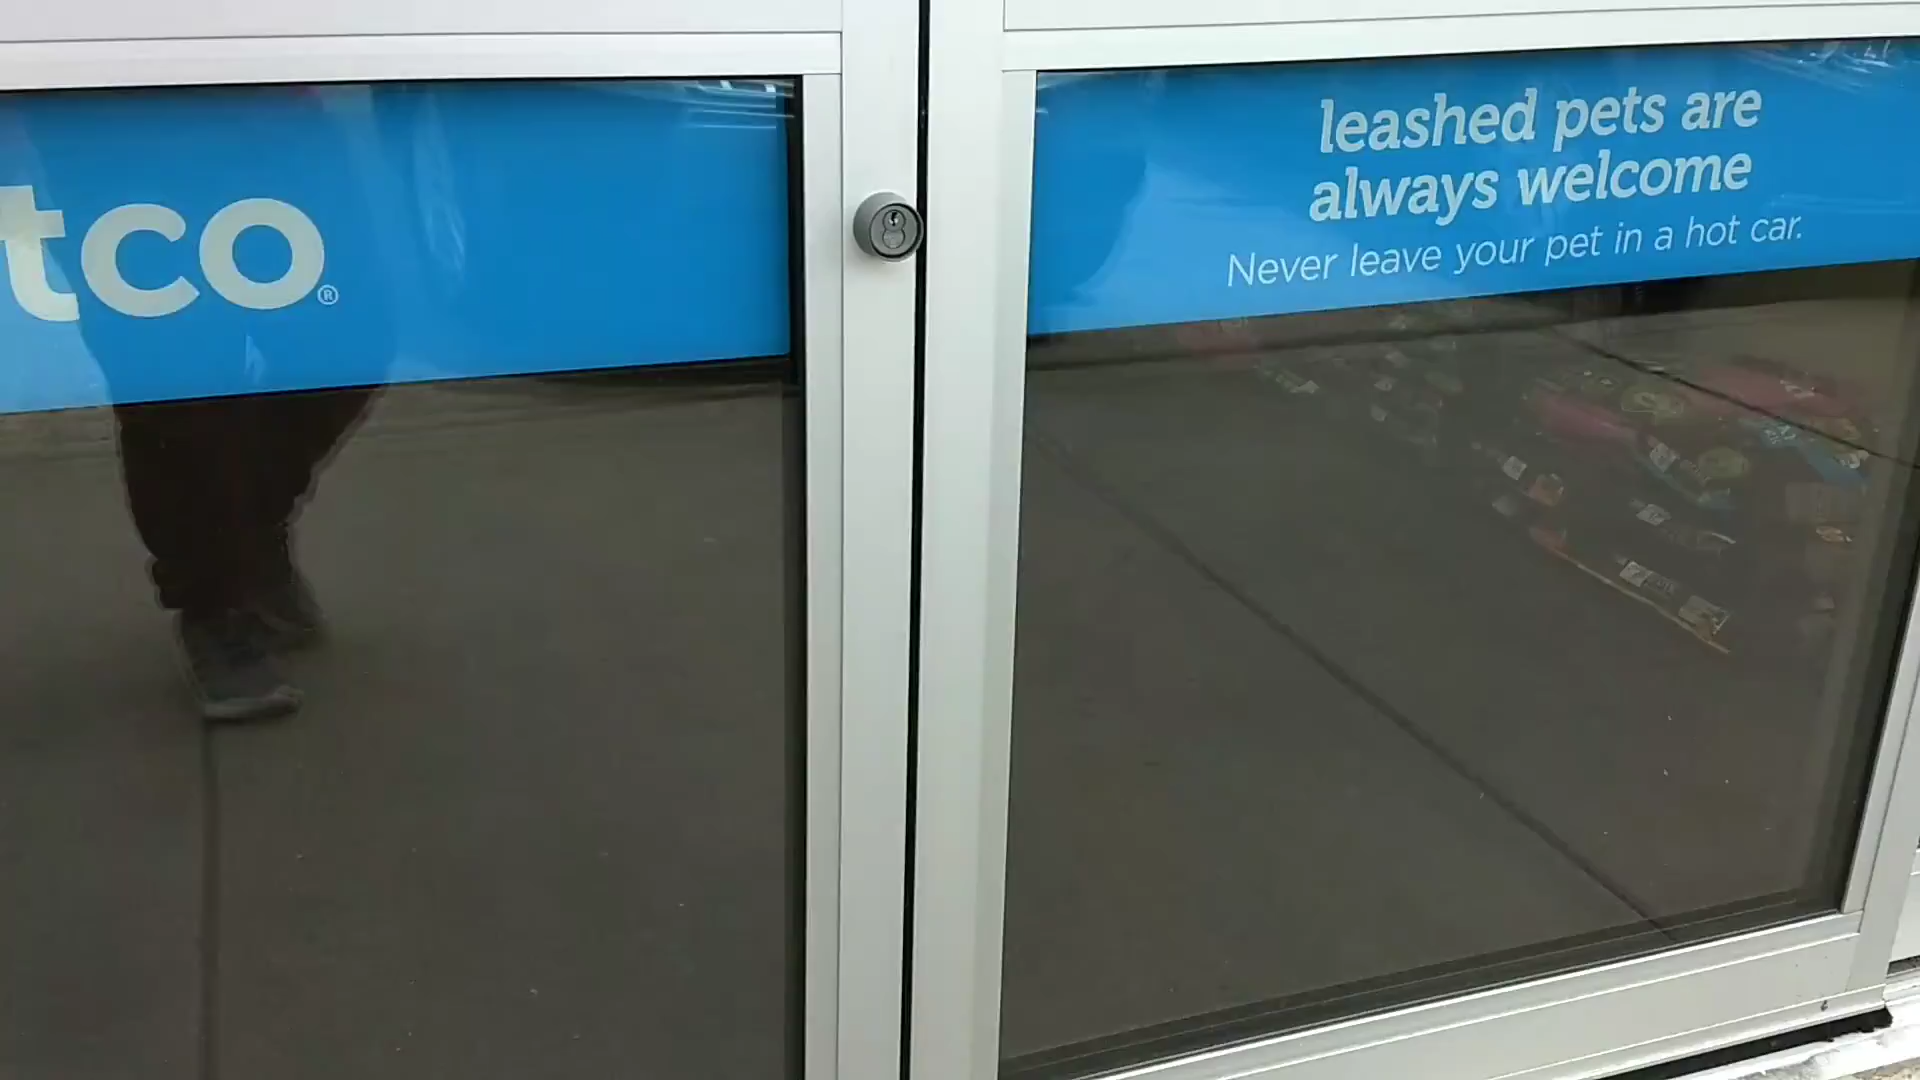 tco®
leashed pets are
always welcome
Never leave your pet in a hot car.